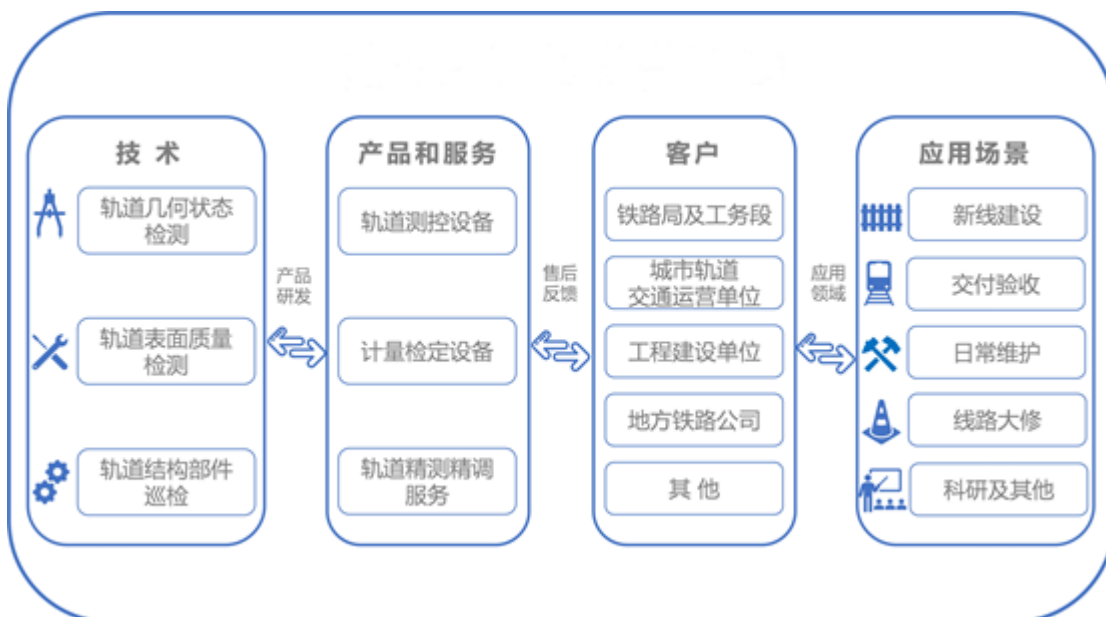 技 术
轨道几何状态
检测
轨道表面质量
检测
轨道结构部件
巡检
产品
研发
产品和服务
轨道测控设备
计量检定设备
轨道精测精调
服务
售后
反馈
客户
铁路局及工务段
城市轨道
交通运营单位
工程建设单位
地方铁路公司
其 他
应用
领域
应用场景
新线建设
交付验收
日常维护
线路大修
科研及其他